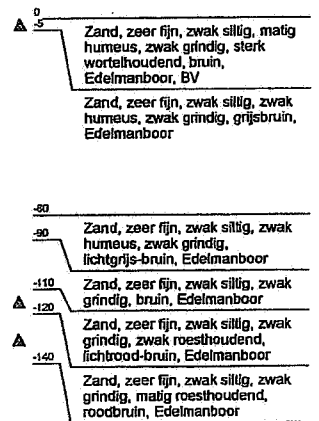 0
-5
Zand, zeer fijn, zwak siltig, matig
humeus, zwak grindig, sterk
wortelhoudend, bruin,
Edelmanboor, BV
Zand, zeer fijn, zwak siltig, zwak
humeus, zwak grindig, grijsbruin,
Edelmanboor
-80
Zand, zeer fijn, zwak siltig, zwak
-90
humeus, zwak grindig,
lichtgrijs-bruin, Edelmanboor
-110
Zand, zeer fijn, zwak siltig, zwak
grindig, bruin, Edelmanboor
-120
Zand, zeer fijn, zwak siltig, zwak
grindig, zwak roesthoudend,
lichtrood-bruin, Edelmanboor
-140
Zand, zeer fijn, zwak siltig, zwak
grindig, matig roesthoudend,
roodbruin, Edelmanboor